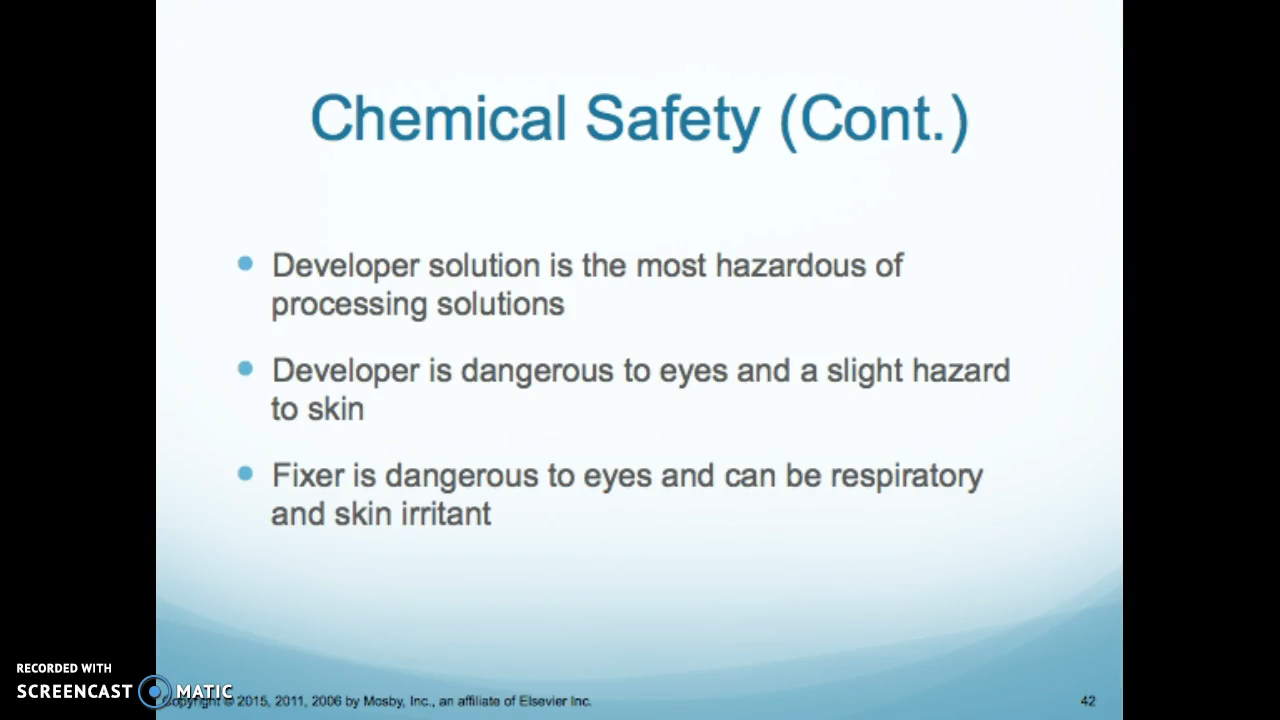 Chemical Safety (Cont.)
Developer solution is the most hazardous of
processing solutions
Developer is dangerous to eyes and a slight hazard
to skin
Fixer is dangerous to eyes and can be respiratory
and skin irritant
RECORDED WITH
SCREENCAST MATIC
Copyright © 2015, 2011, 2006 by Mosby, Inc., an affiliate of Elsevier Inc.
42